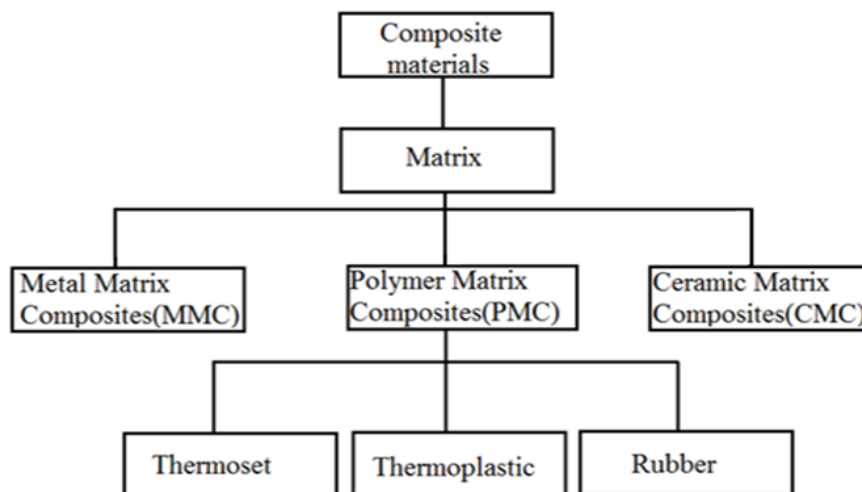 Composite
materials
Matrix
Metal Matrix
Composites(MMC)
Polymer Matrix
Composites(PMC)
Ceramic Matrix
Composites(CMC)
Thermoset
Thermoplastic
Rubber